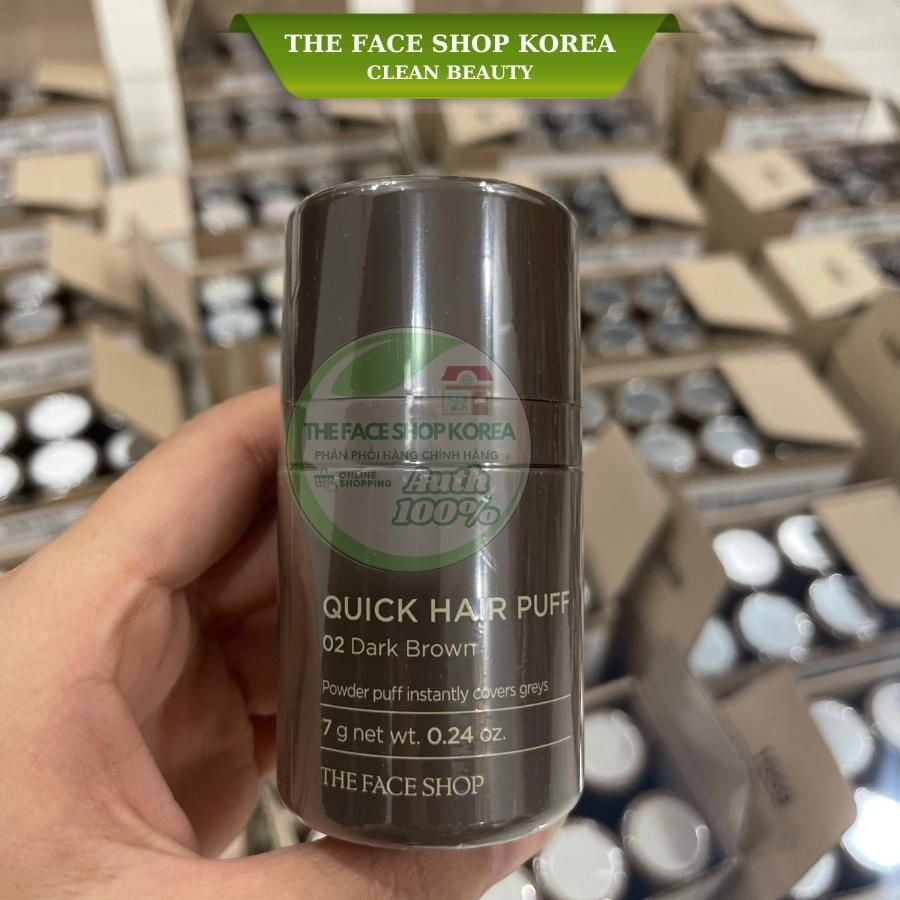 THE FACE SHOP KOREA
CLEAN BEAUTY
THE FACE SHOP KOREA
PHÂN PHỐI HÀNG CHÍNH HÃNG
ONLINE
SHOPPING
Auth
100%
QUICK HAIR PUFF
02 Dark Brown
Powder puff instantly covers greys
7 g net wt. 0.24 oz.
THE FACE SHOP